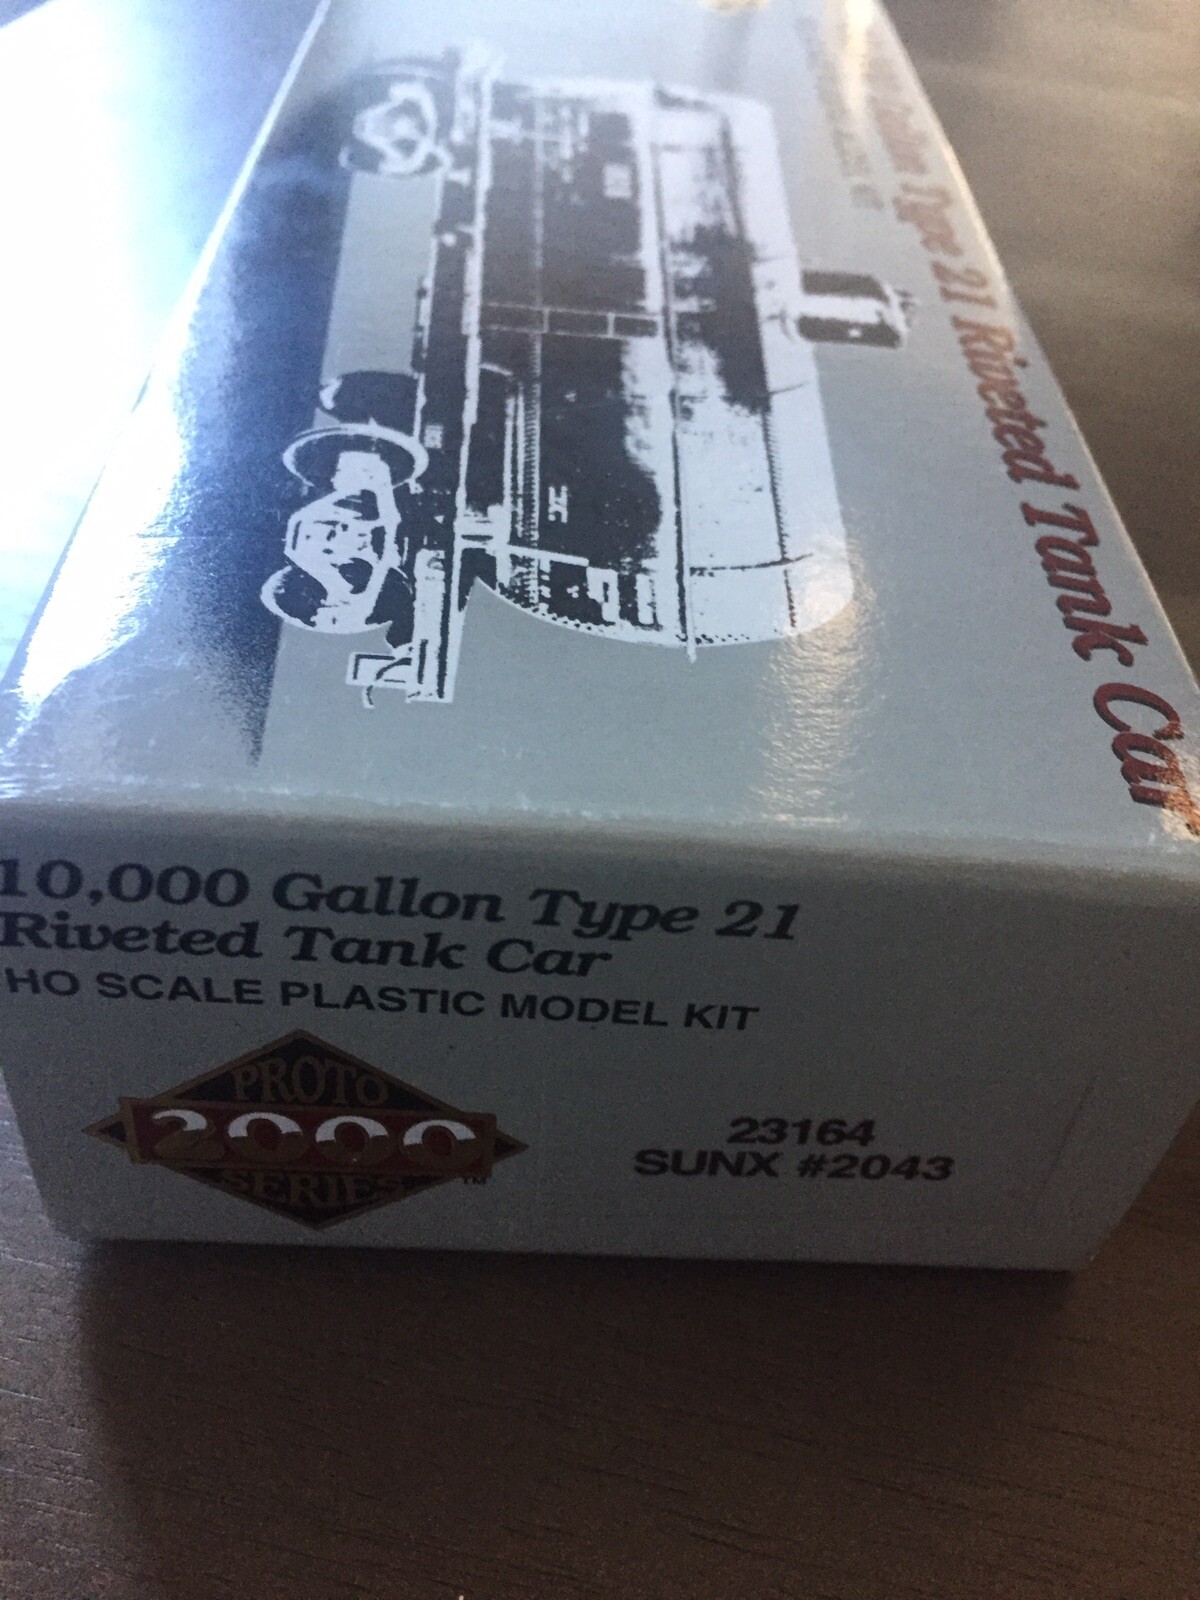 Type 21 Riveted Tank Car
10,000 Gallon Type 21
Riveted Tank Car
HO SCALE PLASTIC MODEL KIT
PROTO
2000
SERIES
TM
23164
SUNX #2043